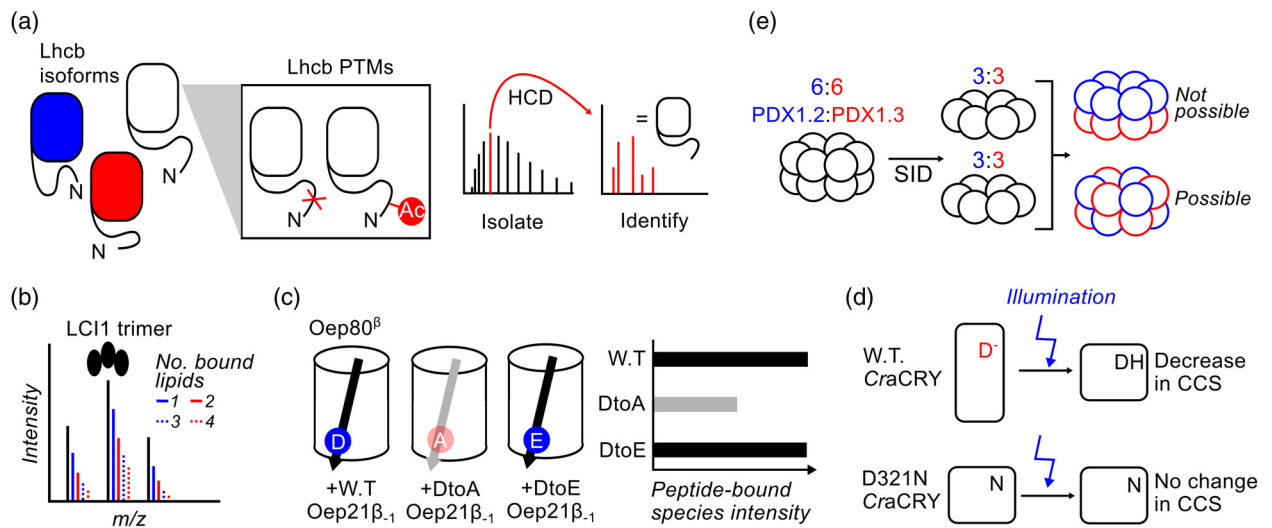 (a)
Lhcb
isoforms
N
N
N
Lhcb PTMs
N
N
Ac
HCD
Isolate
=
N
Identify
(e)
6:6
PDX1.2:PDX1.3
SID
3:3
3:3
Not
possible
Possible
(b)
LCI1 trimer
No. bound
lipids
1 2
3 4
Intensity
m/z
(c)
Oep80β
D
A
E
+W.T
Oep21β-1
+DtoA
Oep21β-1
+DtoE
Oep21β-1
W.T
DtoA
DtoE
Peptide-bound
species intensity
(d)
Illumination
W.T.
CraCRY
D-
DH
Decrease
in CCS
D321N
CraCRY
N
N
No change
in CCS